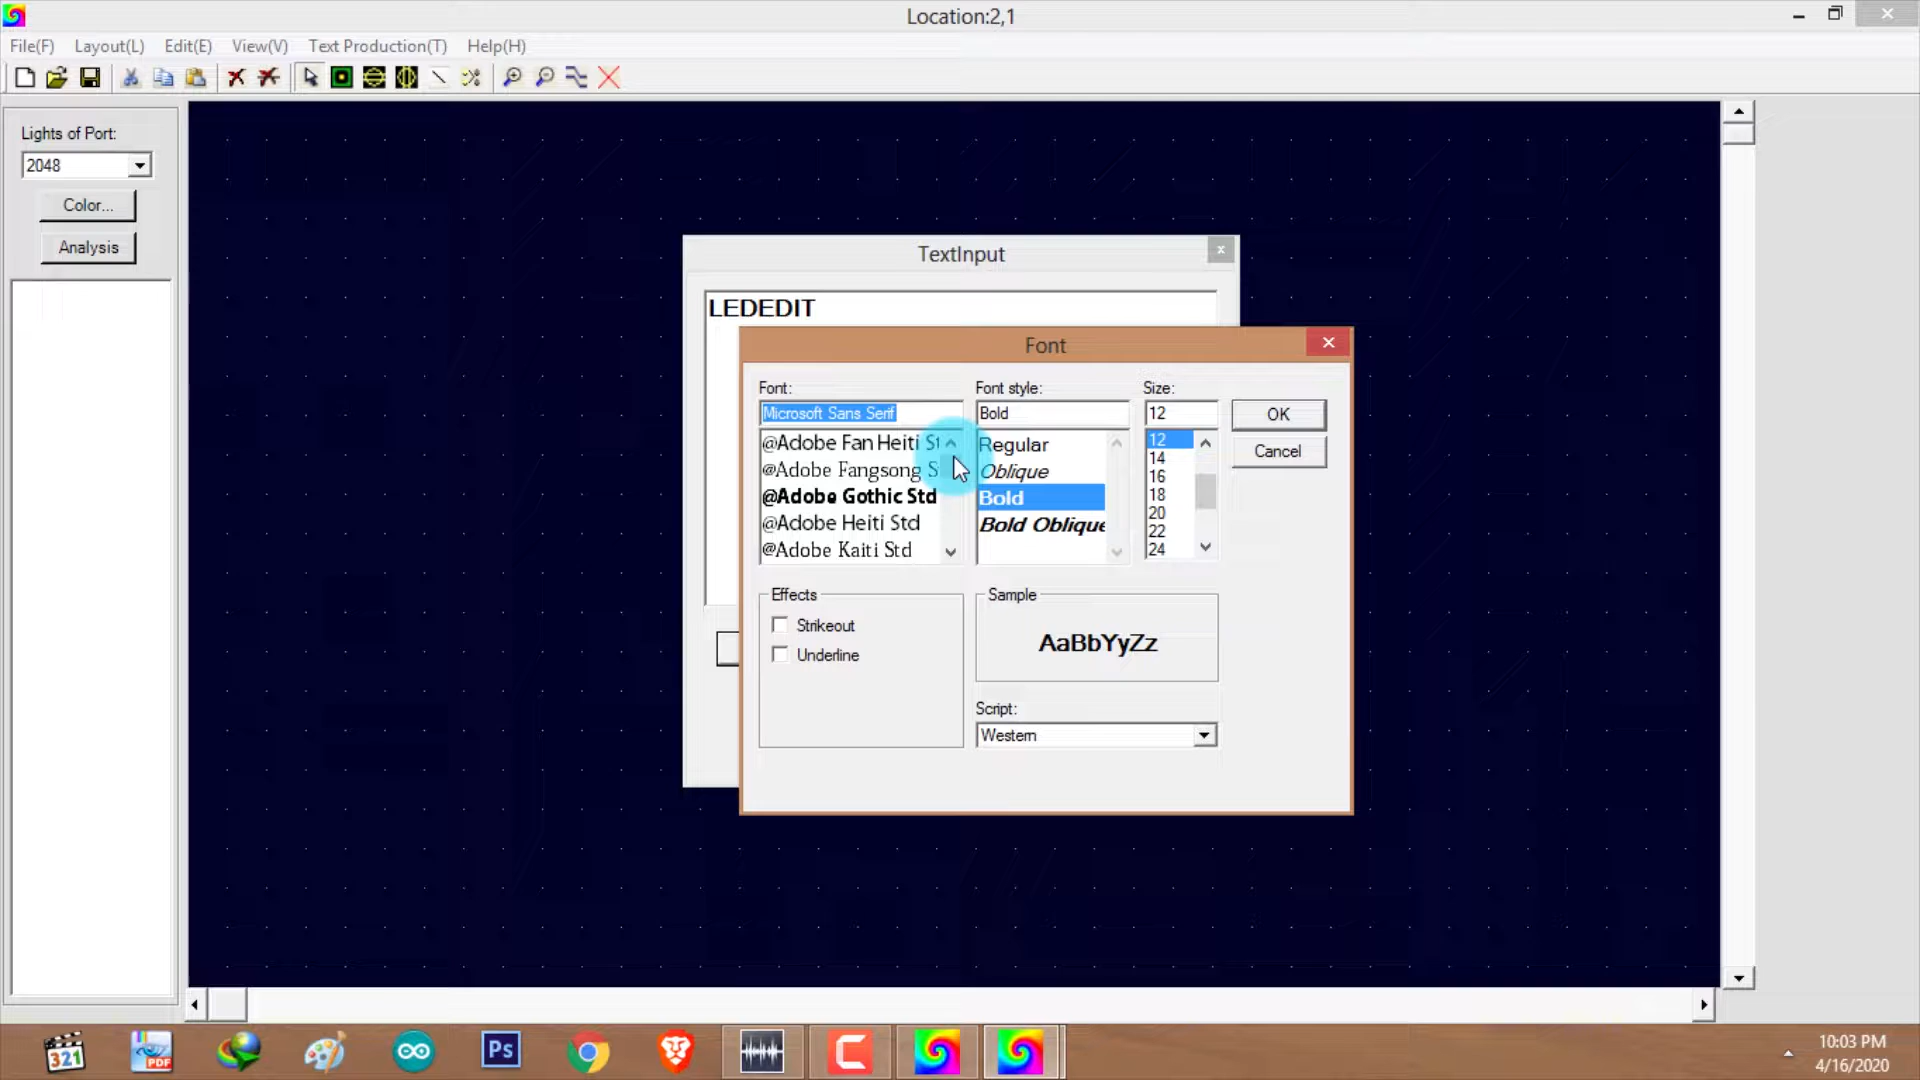 Location:2,1
File(F) Layout(L) Edit(E) View(V) Text Production(T) Help(H)
Lights of Port:
2048
Color...
Analysis
TextInput
LEDEDIT
Font
Font: Font style: Size:
Microsoft Sans Serif Bold 12 OK
@Adobe Fan Heiti St Regular 12 Cancel
@Adobe Fangsong S Oblique 14
@Adobe Gothic Std Bold 16
@Adobe Heiti Std Bold Oblique 18
@Adobe Kaiti Std 20
22
24
Effects Sample
Strikeout AaBbYyZz
Underline
Script:
Western
321 PDF Ps
10:03 PM
4/16/2020